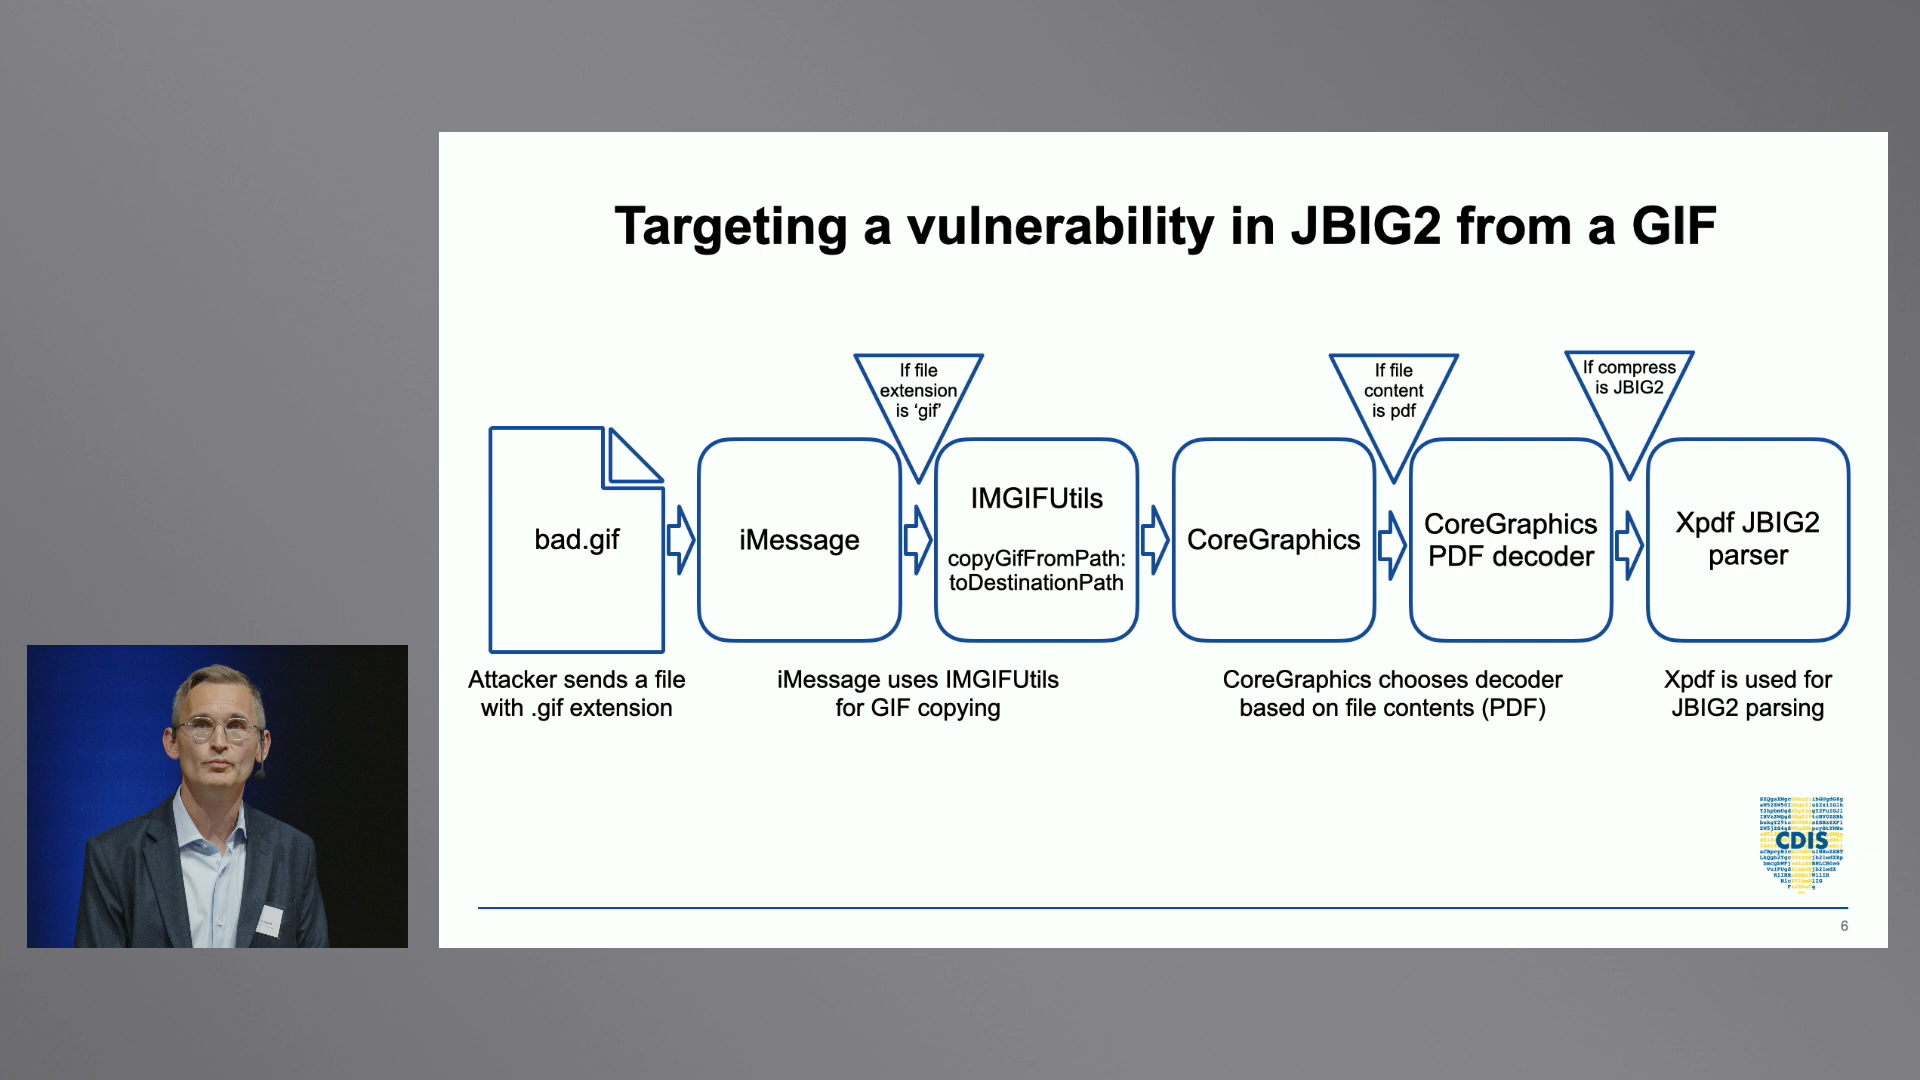 Targeting a vulnerability in JBIG2 from a GIF
If file
extension
is ‘gif’
If file
content
is pdf
If compress
is JBIG2
bad.gif
iMessage
IMGIFUtils
copyGifFromPath:
toDestinationPath
CoreGraphics
CoreGraphics
PDF decoder
Xpdf JBIG2
parser
Attacker sends a file
with .gif extension
iMessage uses IMGIFUtils
for GIF copying
CoreGraphics chooses decoder
based on file contents (PDF)
Xpdf is used for
JBIG2 parsing
CDIS
6